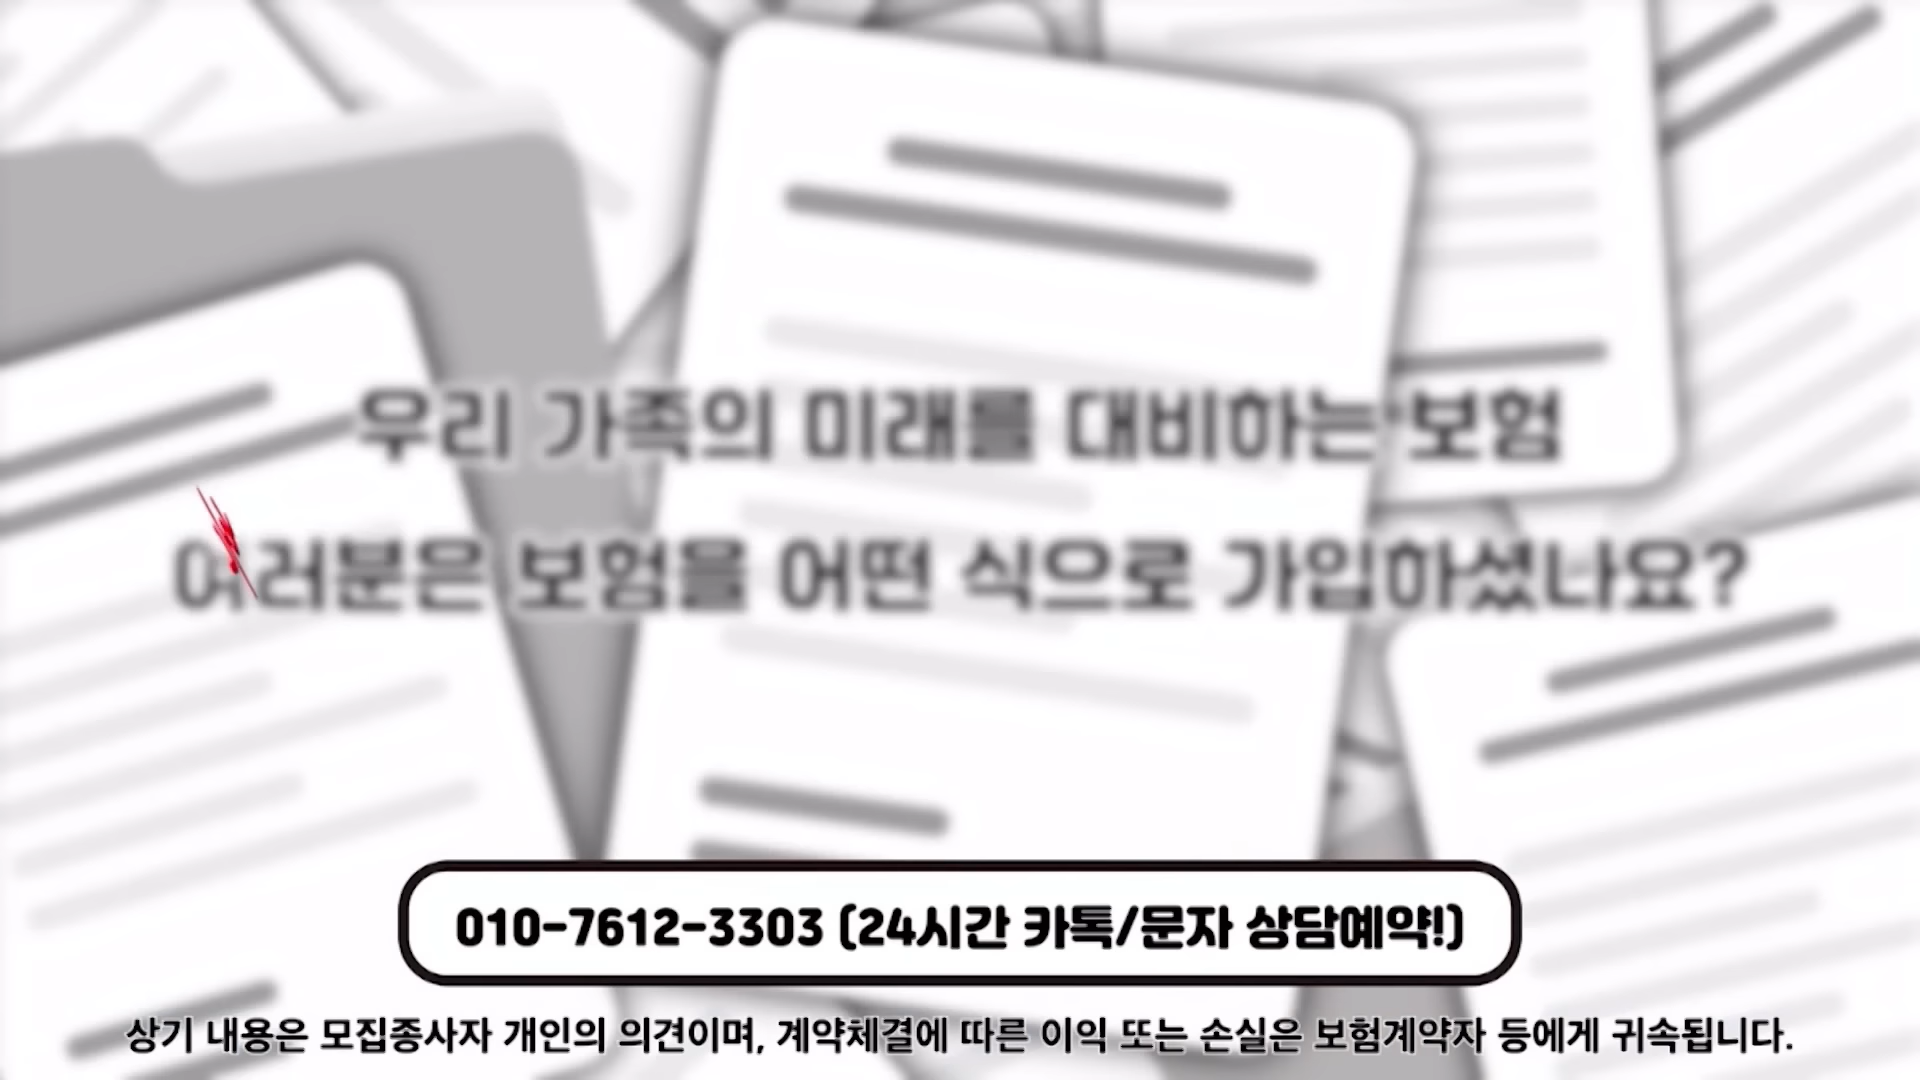 우리 가족의 미래를 대비하는 보험
여러분은 보험을 어떤 식으로 가입하셨나요?
010-7612-3303 (24시간 카톡/문자 상담예약!)
상기 내용은 모집종사자 개인의 의견이며, 계약체결에 따른 이익 또는 손실은 보험계약자 등에게 귀속됩니다.